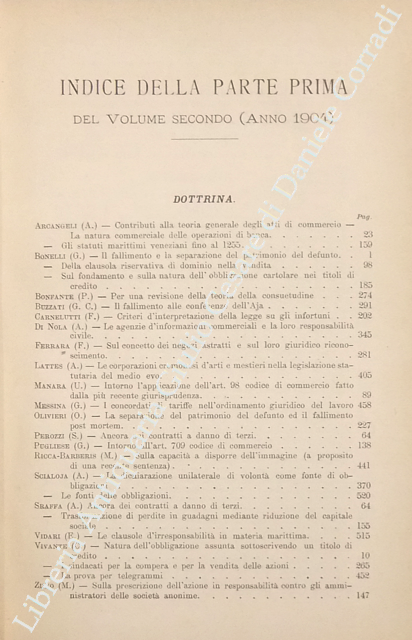 INDICE DELLA PARTE PRIMA
DEL VOLUME SECONDO (ANNO 1904)
DOTTRINA.
Pag.
ARCANGELI (A.) — Contributi alla teoria generale degli atti di commercio —
La natura commerciale delle operazioni di banca. 23
— Gli statuti marittimi veneziani fino al 1255. 159
BONELLI (G.) — Il fallimento e la separazione del patrimonio del defunto. 1
— Della clausola riservativa di dominio nella vendita 98
— Sul fondamento e sulla natura dell'obbligazione cartolare nei titoli di
credito 185
BONFANTE (P.) — Per una revisione della teoria della consuetudine 274
BUZZATI (G. C.) — Il fallimento alle conferenze dell'Aja 291
CARNELUTTI (F.) — Criteri d'interpretazione della legge su gli infortuni 202
DI NOLA (A.) — Le agenzie d'informazioni commerciali e la loro responsabilità
civile. 345
FERRARA (F.) — Sul concetto dei negozi astratti e sul loro giuridico ricono-
scimento. 281
LATTES (A.) — Le corporazioni commerciali d'arti e mestieri nella legislazione sta-
tutaria del medio evo. 405
MANARA (U.) — Intorno l'applicazione dell'art. 98 codice di commercio fatto
dalla più recente giurisprudenza. 89
MESSINA (G.) — I concordati di tariffe nell'ordinamento giuridico del lavoro 458
OLIVIERI (O.) — La separazione del patrimonio del defunto ed il fallimento
post mortem. 227
PEROZZI (S.) — Ancora dei contratti a danno di terzi. 64
PUGLIESE (G.) — Intorno all'art. 709 codice di commercio 138
RICCA-BARBERIS (M.) — Sulla capacità a disporre dell'immagine (a proposito
di una recente sentenza). 441
SCIALOJA (A.) — La dichiarazione unilaterale di volontà come fonte di ob-
bligazioni 370
— Le fonti delle obbligazioni. 520
SRAFFA (A.) Ancora dei contratti a danno di terzi. 64
— Trasformazione di perdite in guadagni mediante riduzione del capitale
sociale 155
VIDARI (E.) — Le clausole d'irresponsabilità in materia marittima. 515
VIVANTE — Natura dell'obbligazione assunta sottoscrivendo un titolo di
credito 10
— I sindacati per la compera e per la vendita delle azioni 265
— La prova per telegrammi 452
(M.) — Sulla prescrizione dell'azione in responsabilità contro gli ammi-
nistratori delle società anonime. 147
Libreria Antiquaria Giuridica di Daniele Corradi